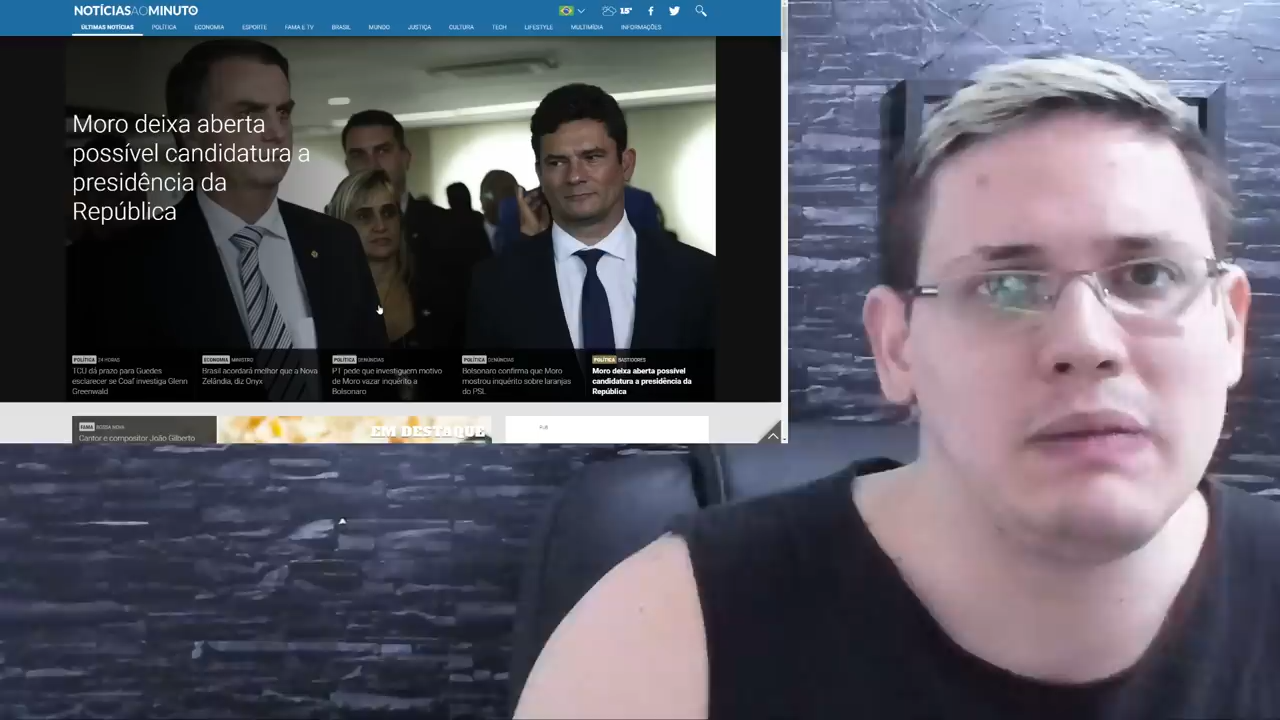 NOTÍCIASAOMINUTO
15°
ÚLTIMAS NOTÍCIAS POLÍTICA ECONOMIA ESPORTE FAMA E TV BRASIL MUNDO JUSTIÇA CULTURA TECH LIFESTYLE MULTIMÍDIA INFORMAÇÕES
Moro deixa aberta
possível candidatura a
presidência da
República
POLÍTICA 24 HORAS
TCU dá prazo para Guedes
esclarecer se Coaf investiga Glenn
Greenwald
ECONOMIA MINISTRO
Brasil acordará melhor que a Nova
Zelândia, diz Onyx
POLÍTICA DENÚNCIAS
PT pede que investiguem motivo
de Moro vazar inquérito a
Bolsonaro
POLÍTICA DENÚNCIAS
Bolsonaro confirma que Moro
mostrou inquérito sobre laranjas
do PSL
POLÍTICA BASTIDORES
Moro deixa aberta possível
candidatura a presidência da
República
FAMA BOSSA NOVA
Cantor e compositor João Gilberto
EM DESTAQUE
PUB